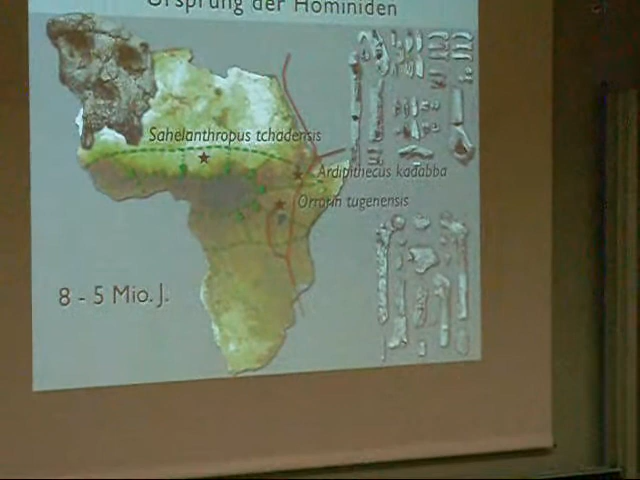 Ursprung der Hominiden
Sahelanthropus tchadensis
Ardipithecus kadabba
Orrorin tugenensis
8 - 5 Mio. J.